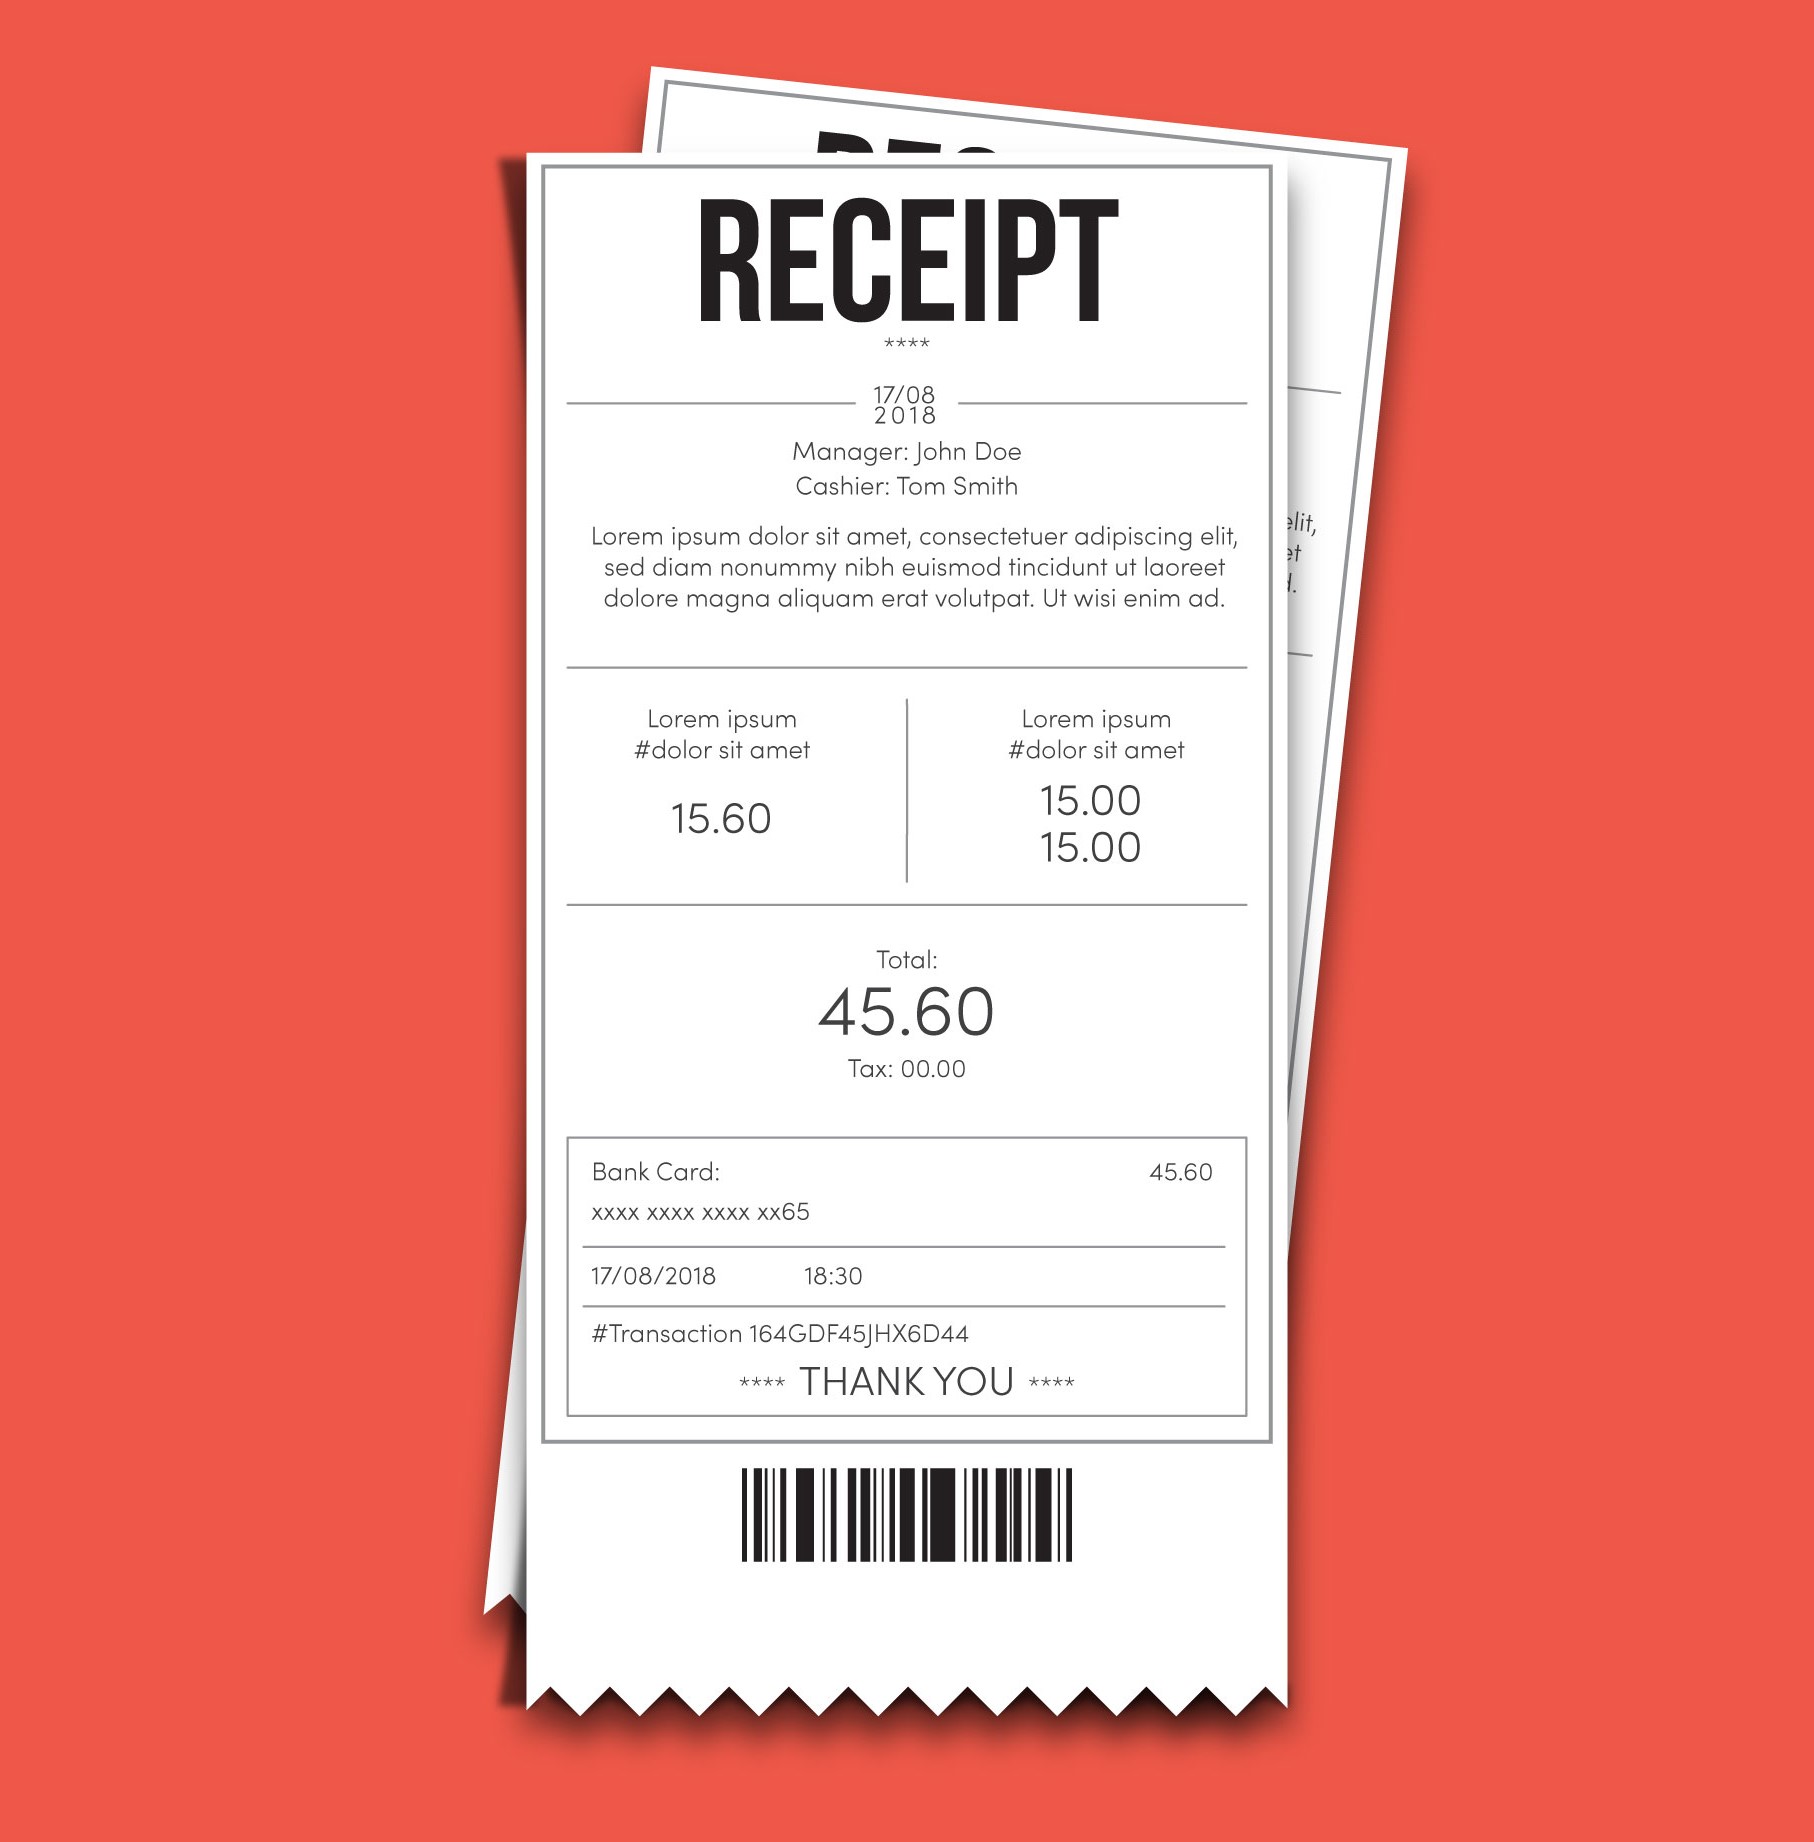 RECEIPT
****
17/08
2018
Manager: John Doe
Cashier: Tom Smith
Lorem ipsum dolor sit amet, consectetuer adipiscing elit,
sed diam nonummy nibh euismod tincidunt ut laoreet
dolore magna aliquam erat volutpat. Ut wisi enim ad.
Lorem ipsum
#dolor sit amet
15.60
Lorem ipsum
#dolor sit amet
15.00
15.00
Total:
45.60
Tax: 00.00
Bank Card: 45.60
xxxx xxxx xxxx xx65
17/08/2018 18:30
#Transaction 164GDF45JHX6D44
**** THANK YOU ****